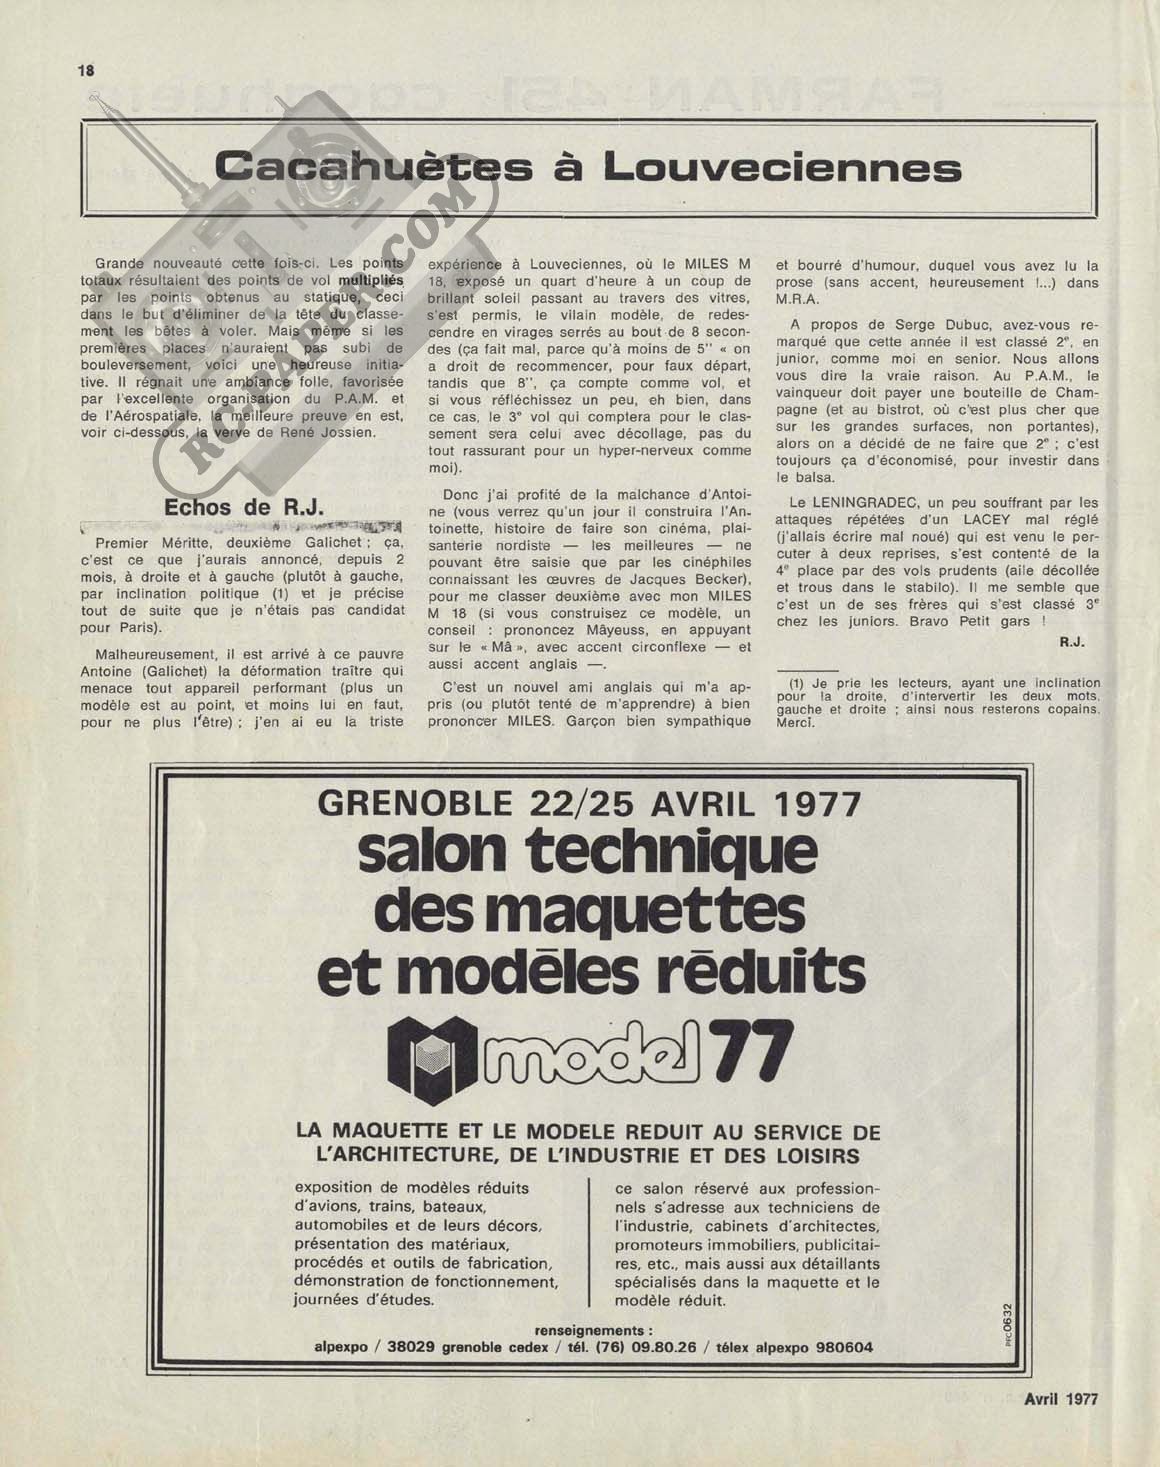 18
Cacahuètes à Louveciennes
Grande nouveauté cette fois-ci. Les points
totaux résultaient des points de vol multipliés
par les points obtenus au statique, ceci
dans le but d'éliminer de la tête du classe-
ment les bêtes à voler. Mais même si les
premières places n'auraient pas subi de
bouleversement, voici une heureuse initia-
tive. Il régnait une ambiance folle, favorisée
par l'excellente organisation du P.A.M. et
de l'Aérospatiale, la meilleure preuve en est,
voir ci-dessous, la verve de René Jossien.
Echos de R.J.
Premier Méritte, deuxième Galichet ; ça,
c'est ce que j'aurais annoncé, depuis 2
mois, à droite et à gauche (plutôt à gauche,
par inclination politique (1) et je précise
tout de suite que je n'étais pas candidat
pour Paris).
Malheureusement, il est arrivé à ce pauvre
Antoine (Galichet) la déformation traître qui
menace tout appareil performant (plus un
modèle est au point, et moins lui en faut,
pour ne plus l'être) ; j'en ai eu la triste
expérience à Louveciennes, où le MILES M
18, exposé un quart d'heure à un coup de
brillant soleil passant au travers des vitres,
s'est permis, le vilain modèle, de redes-
cendre en virages serrés au bout de 8 secon-
des (ça fait mal, parce qu'à moins de 5'' « on
a droit de recommencer, pour faux départ,
tandis que 8'', ça compte comme vol, et
si vous réfléchissez un peu, eh bien, dans
ce cas, le 3e vol qui comptera pour le clas-
sement sera celui avec décollage, pas du
tout rassurant pour un hyper-nerveux comme
moi).
Donc j'ai profité de la malchance d'Antoi-
ne (vous verrez qu'un jour il construira l'An-
toinette, histoire de faire son cinéma, plai-
santerie nordiste — les meilleures — ne
pouvant être saisie que par les cinéphiles
connaissant les œuvres de Jacques Becker),
pour me classer deuxième avec mon MILES
M 18 (si vous construisez ce modèle, un
conseil : prononcez Mâyeuss, en appuyant
sur le « Mâ », avec accent circonflexe — et
aussi accent anglais —.
C'est un nouvel ami anglais qui m'a ap-
pris (ou plutôt tenté de m'apprendre) à bien
prononcer MILES. Garçon bien sympathique
et bourré d'humour, duquel vous avez lu la
prose (sans accent, heureusement !...) dans
M.R.A.
A propos de Serge Dubuc, avez-vous re-
marqué que cette année il est classé 2e, en
junior, comme moi en senior. Nous allons
vous dire la vraie raison. Au P.A.M., le
vainqueur doit payer une bouteille de Cham-
pagne (et au bistrot, où c'est plus cher que
sur les grandes surfaces, non portantes),
alors on a décidé de ne faire que 2e ; c'est
toujours ça d'économisé, pour investir dans
le balsa.
Le LENINGRADEC, un peu souffrant par les
attaques répétées d'un LACEY mal réglé
(j'allais écrire mal noué) qui est venu le per-
cuter à deux reprises, s'est contenté de la
4e place par des vols prudents (aile décollée
et trous dans le stabilo). Il me semble que
c'est un de ses frères qui s'est classé 3e
chez les juniors. Bravo Petit gars !
R.J.
(1) Je prie les lecteurs, ayant une inclination
pour la droite, d'intervertir les deux mots,
gauche et droite ; ainsi nous resterons copains.
Merci.
RC-PAPER.COM
GRENOBLE 22/25 AVRIL 1977
salon technique
des maquettes
et modèles réduits
model 77
LA MAQUETTE ET LE MODELE REDUIT AU SERVICE DE
L'ARCHITECTURE, DE L'INDUSTRIE ET DES LOISIRS
exposition de modèles réduits
d'avions, trains, bateaux,
automobiles et de leurs décors,
présentation des matériaux,
procédés et outils de fabrication,
démonstration de fonctionnement,
journées d'études.
ce salon réservé aux profession-
nels s'adresse aux techniciens de
l'industrie, cabinets d'architectes,
promoteurs immobiliers, publicitai-
res, etc., mais aussi aux détaillants
spécialisés dans la maquette et le
modèle réduit.
renseignements :
alpexpo / 38029 grenoble cedex / tél. (76) 09.80.26 / télex alpexpo 980604
0632
Avril 1977